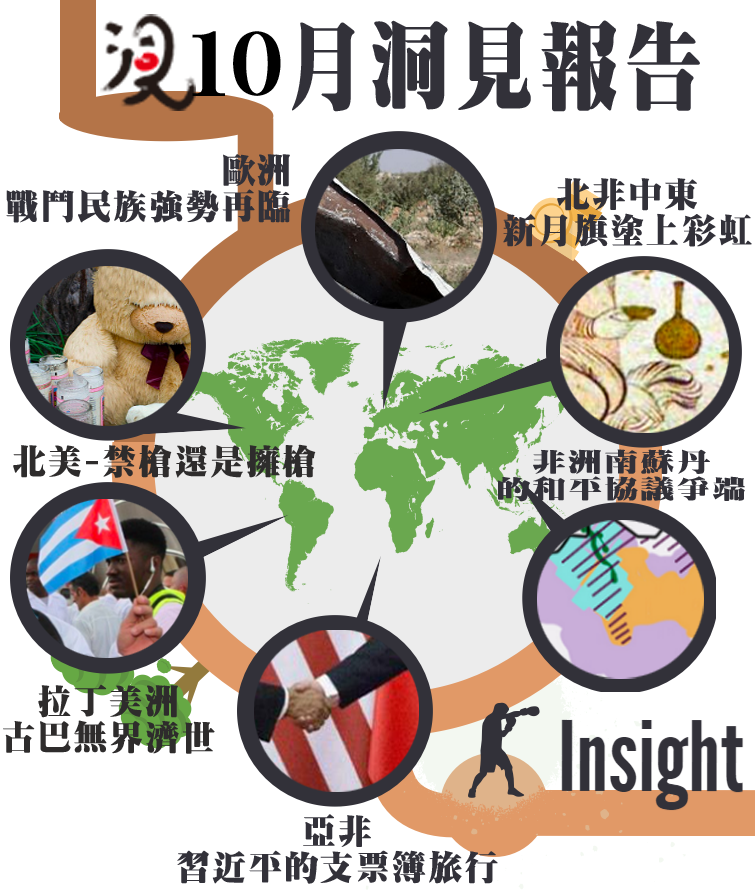 10月洞見報告
歐洲
戰鬥民族強勢再臨
北非中東
新月旗塗上彩虹
北美-禁槍還是擁槍
非洲南蘇丹
的和平協議爭端
拉丁美洲
古巴無界濟世
Insight
亞非
習近平的支票簿旅行